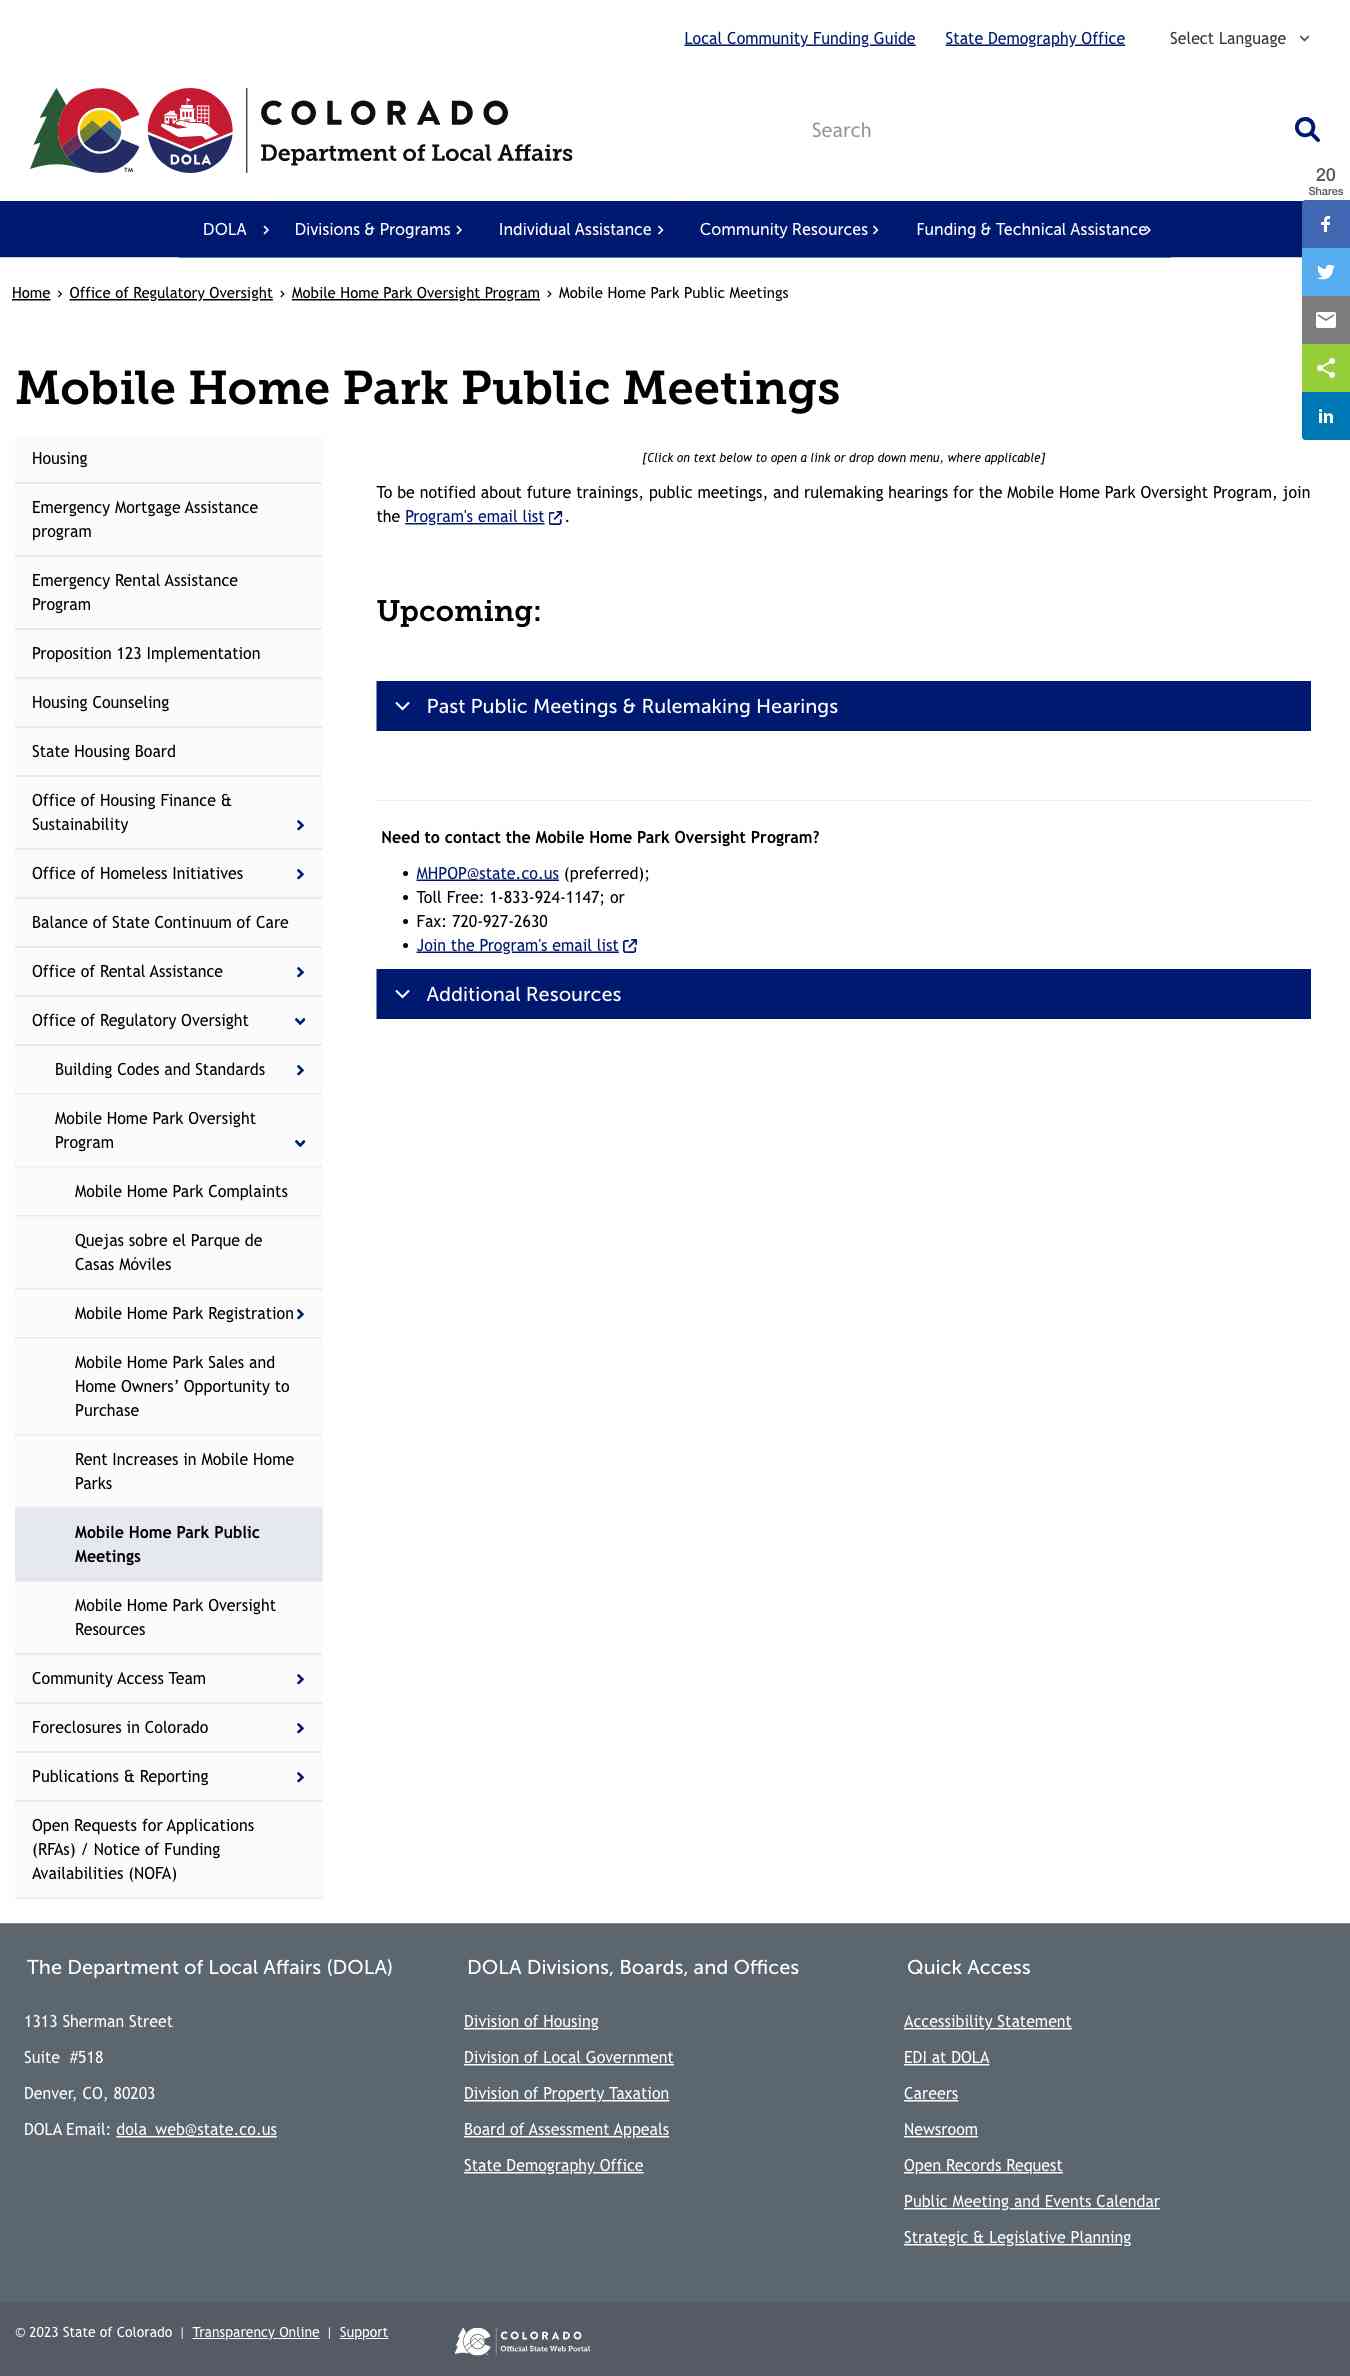 Local Community Funding Guide State Demography Office Select Language
COLORADO
Department of Local Affairs
DOLA
TM
Search
20
Shares
DOLA Divisions & Programs Individual Assistance Community Resources Funding & Technical Assistance
Home › Office of Regulatory Oversight › Mobile Home Park Oversight Program › Mobile Home Park Public Meetings
Mobile Home Park Public Meetings
Housing
Emergency Mortgage Assistance
program
Emergency Rental Assistance
Program
Proposition 123 Implementation
Housing Counseling
State Housing Board
Office of Housing Finance &
Sustainability
Office of Homeless Initiatives
Balance of State Continuum of Care
Office of Rental Assistance
Office of Regulatory Oversight
Building Codes and Standards
Mobile Home Park Oversight
Program
Mobile Home Park Complaints
Quejas sobre el Parque de
Casas Móviles
Mobile Home Park Registration
Mobile Home Park Sales and
Home Owners’ Opportunity to
Purchase
Rent Increases in Mobile Home
Parks
Mobile Home Park Public
Meetings
Mobile Home Park Oversight
Resources
Community Access Team
Foreclosures in Colorado
Publications & Reporting
Open Requests for Applications
(RFAs) / Notice of Funding
Availabilities (NOFA)
[Click on text below to open a link or drop down menu, where applicable]
To be notified about future trainings, public meetings, and rulemaking hearings for the Mobile Home Park Oversight Program, join
the Program's email list .
Upcoming:
Past Public Meetings & Rulemaking Hearings
Need to contact the Mobile Home Park Oversight Program?
• MHPOP@state.co.us (preferred);
• Toll Free: 1-833-924-1147; or
• Fax: 720-927-2630
• Join the Program's email list
Additional Resources
The Department of Local Affairs (DOLA)
1313 Sherman Street
Suite #518
Denver, CO, 80203
DOLA Email: dola_web@state.co.us
DOLA Divisions, Boards, and Offices
Division of Housing
Division of Local Government
Division of Property Taxation
Board of Assessment Appeals
State Demography Office
Quick Access
Accessibility Statement
EDI at DOLA
Careers
Newsroom
Open Records Request
Public Meeting and Events Calendar
Strategic & Legislative Planning
© 2023 State of Colorado | Transparency Online | Support
COLORADO
Official State Web Portal